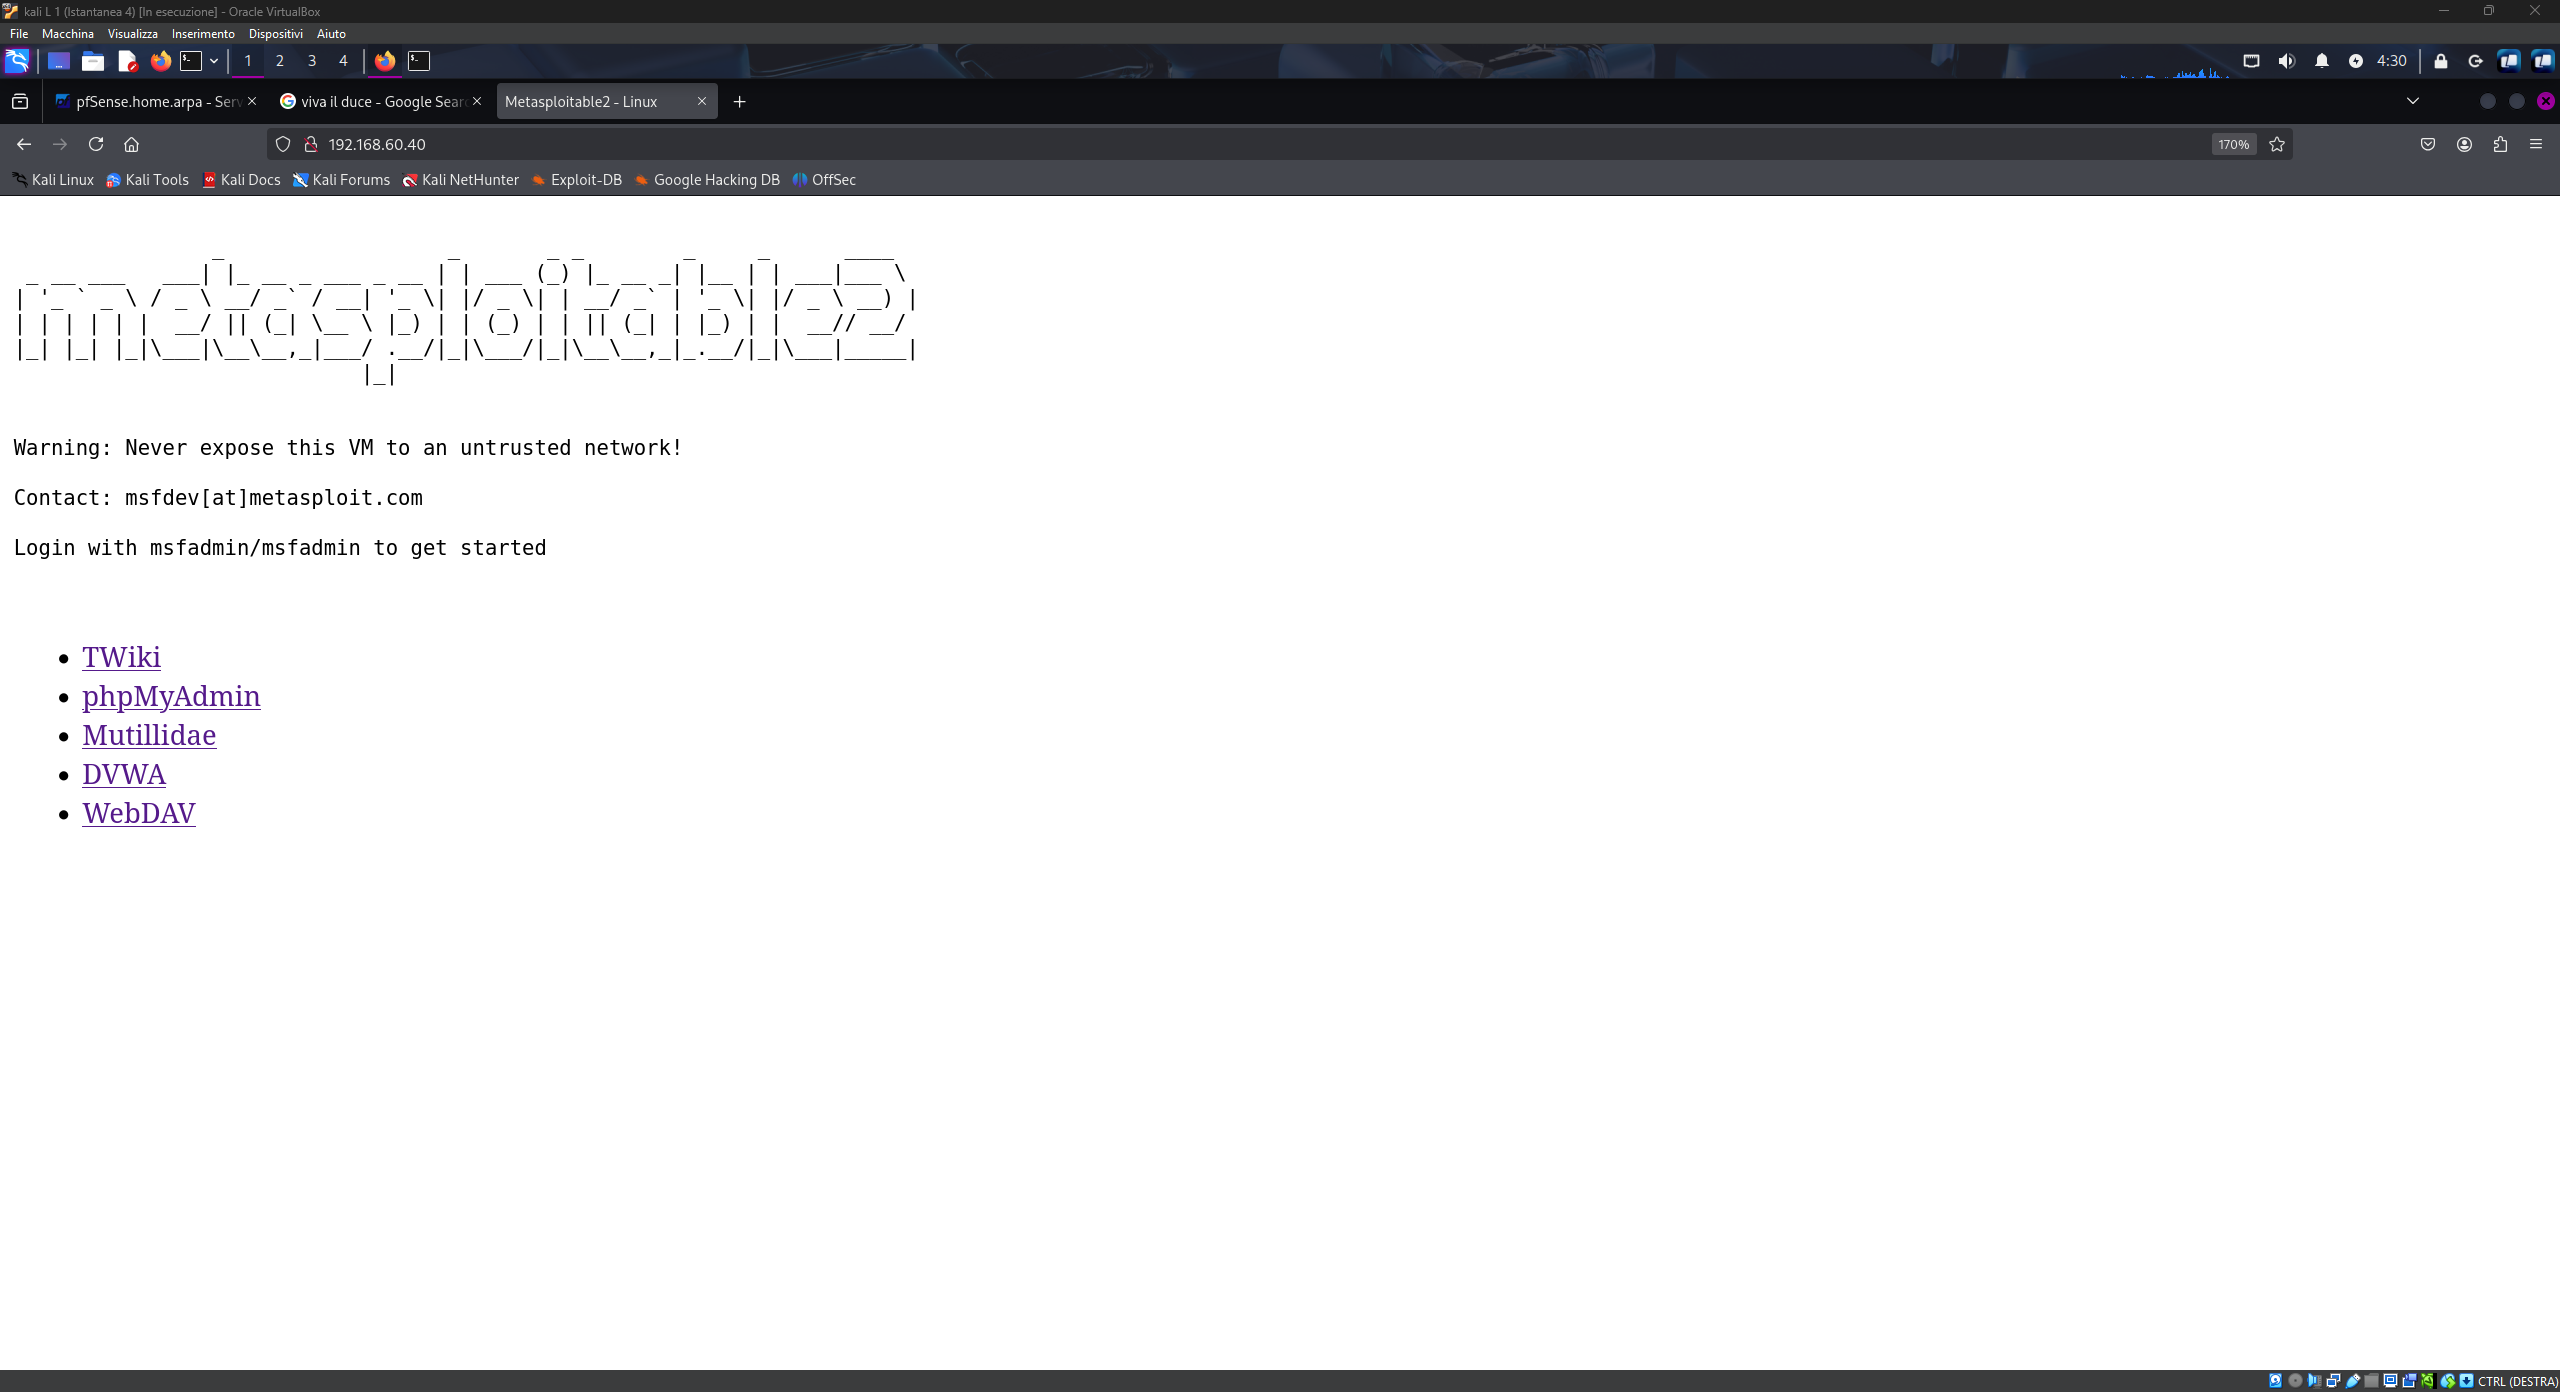 kali L 1 (Istantanea 4) [In esecuzione] - Oracle VirtualBox
File Macchina Visualizza Inserimento Dispositivi Aiuto
1 2 3 4 4:30
pfSense.home.arpa - Serv viva il duce - Google Searc Metasploitable2 - Linux
192.168.60.40 170%
Kali Linux Kali Tools Kali Docs Kali Forums Kali NetHunter Exploit-DB Google Hacking DB OffSec
metasploitable2
Warning: Never expose this VM to an untrusted network!
Contact: msfdev[at]metasploit.com
Login with msfadmin/msfadmin to get started
TWiki
phpMyAdmin
Mutillidae
DVWA
WebDAV
CTRL (DESTRA)